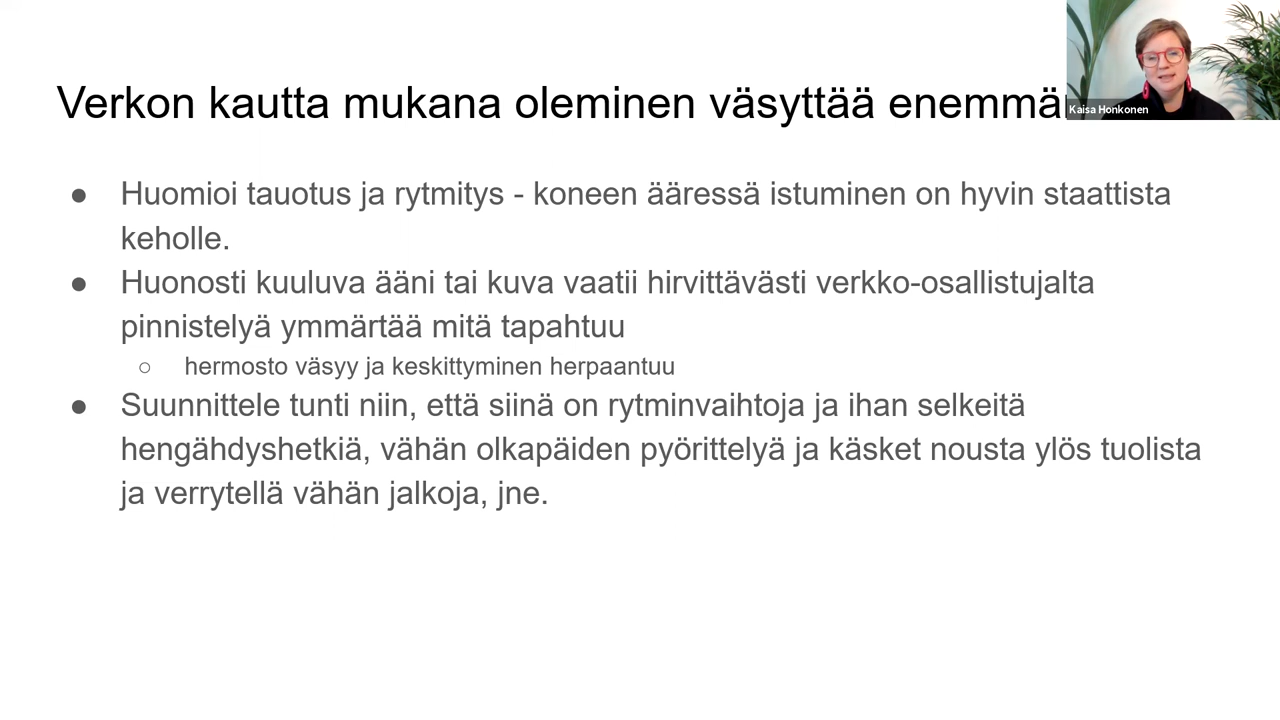 Verkon kautta mukana oleminen väsyttää
Kaisa Honkonen
● Huomioi tauotus ja rytmitys - koneen ääressä istuminen on hyvin staattista
keholle.
● Huonosti kuuluva ääni tai kuva vaatii hirvittävästi verkko-osallistujalta
pinnistelyä ymmärtää mitä tapahtuu
○ hermosto väsyy ja keskittyminen herpaantuu
● Suunnittele tunti niin, että siinä on rytminvaihtoja ja ihan selkeitä
hengähdyshetkiä, vähän olkapäiden pyörittelyä ja käsket nousta ylös tuolista
ja verrytellä vähän jalkoja, jne.